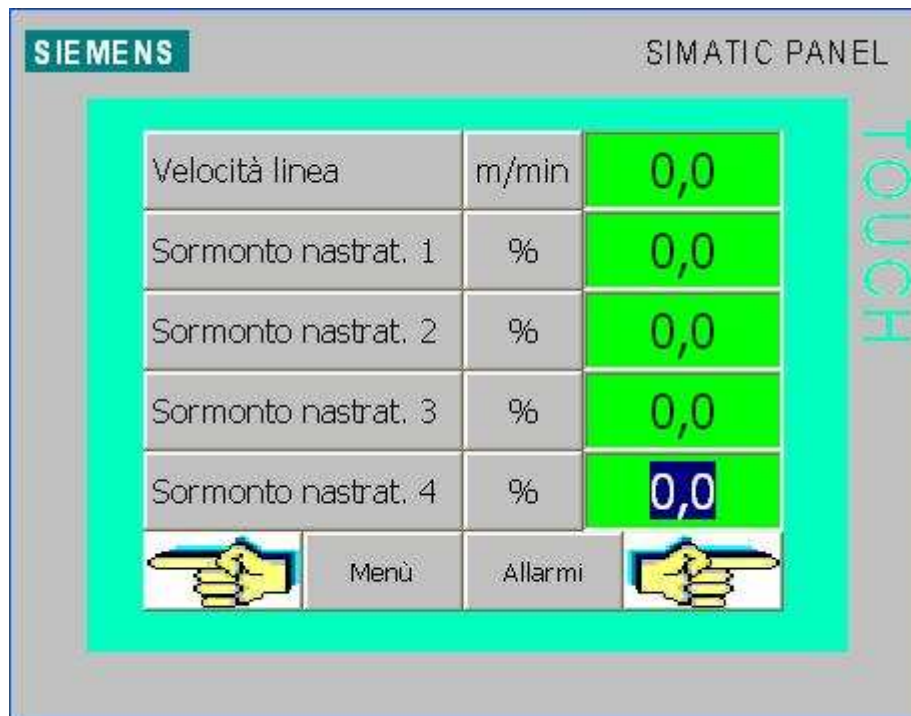 SIEMENS
SIMATIC PANEL
TOUCH
Velocità linea m/min 0,0
Sormonto nastrat. 1 % 0,0
Sormonto nastrat. 2 % 0,0
Sormonto nastrat. 3 % 0,0
Sormonto nastrat. 4 % 0,0
Menù Allarmi